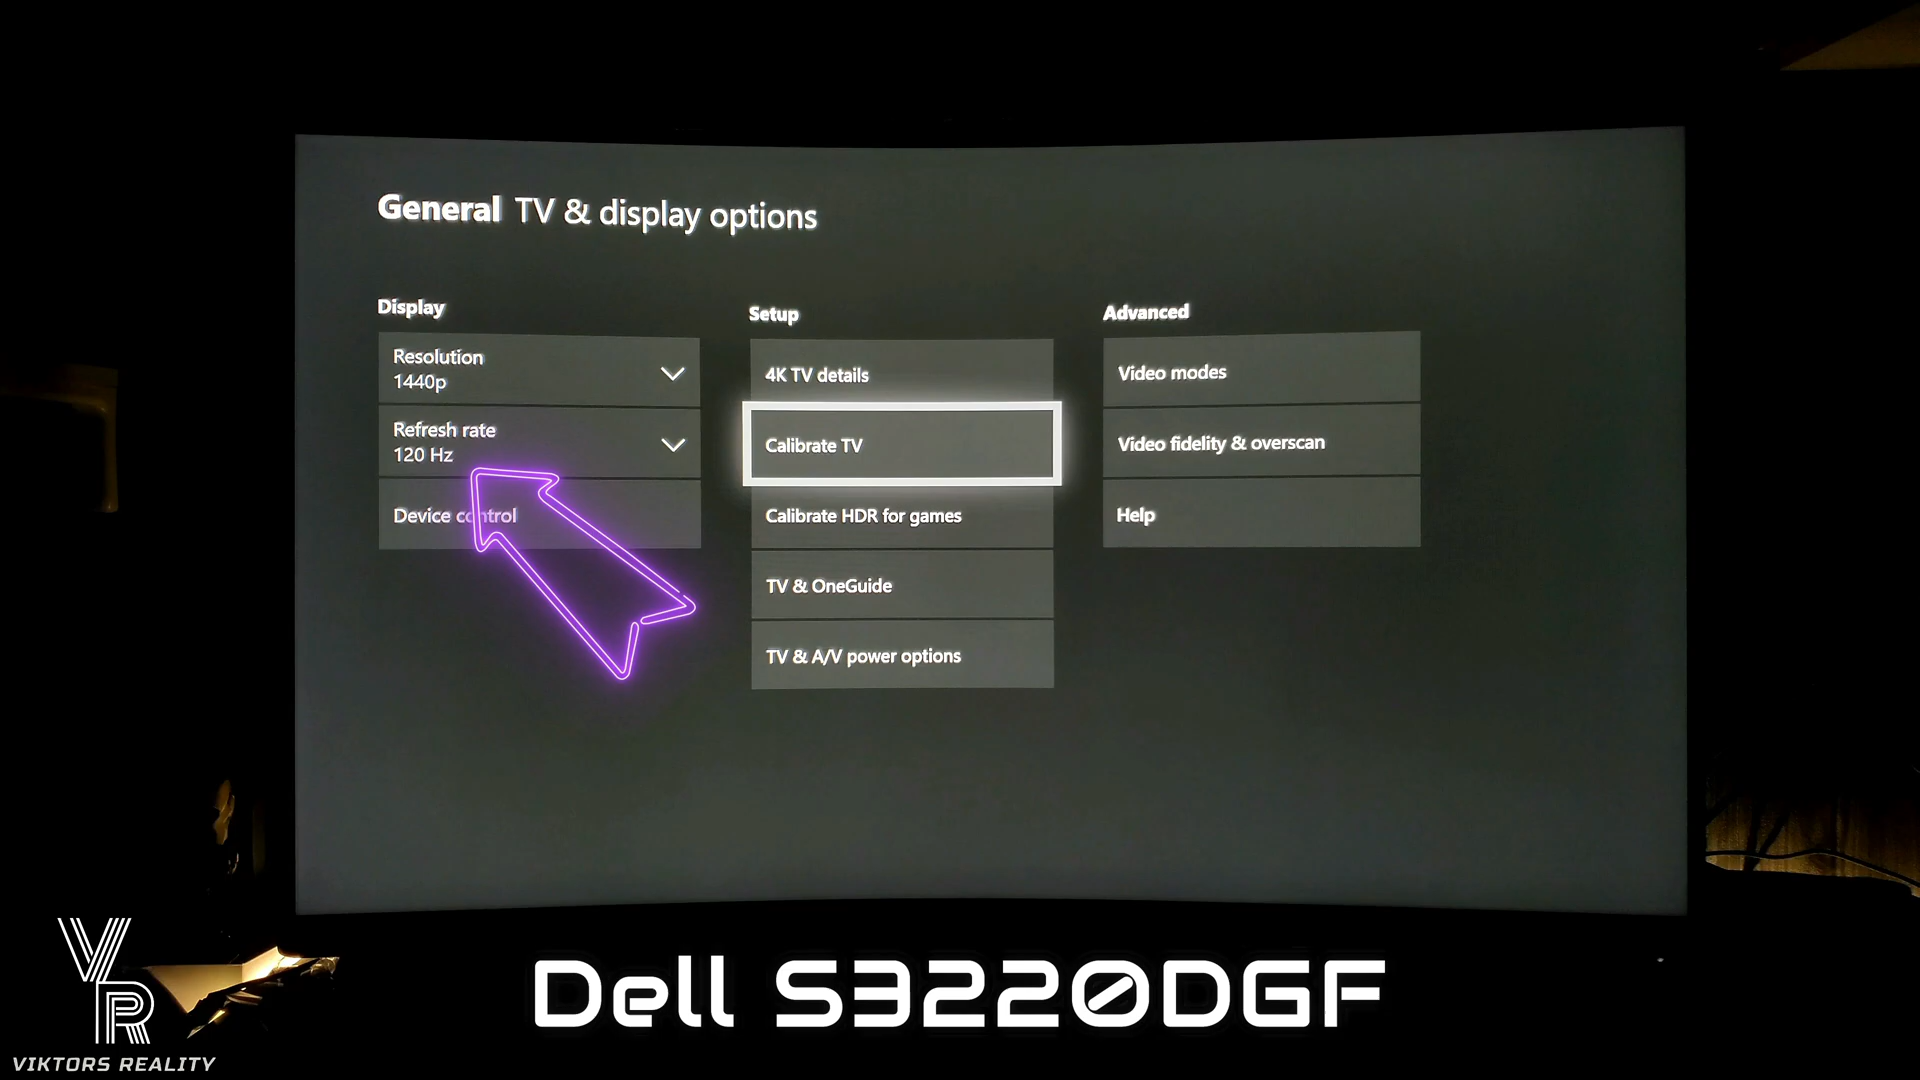 General TV & display options
Display
Resolution
1440p
Refresh rate
120 Hz
Device control
Setup
4K TV details
Calibrate TV
Calibrate HDR for games
TV & OneGuide
TV & A/V power options
Advanced
Video modes
Video fidelity & overscan
Help
VR
VIKTORS REALITY
Dell S3220DGF